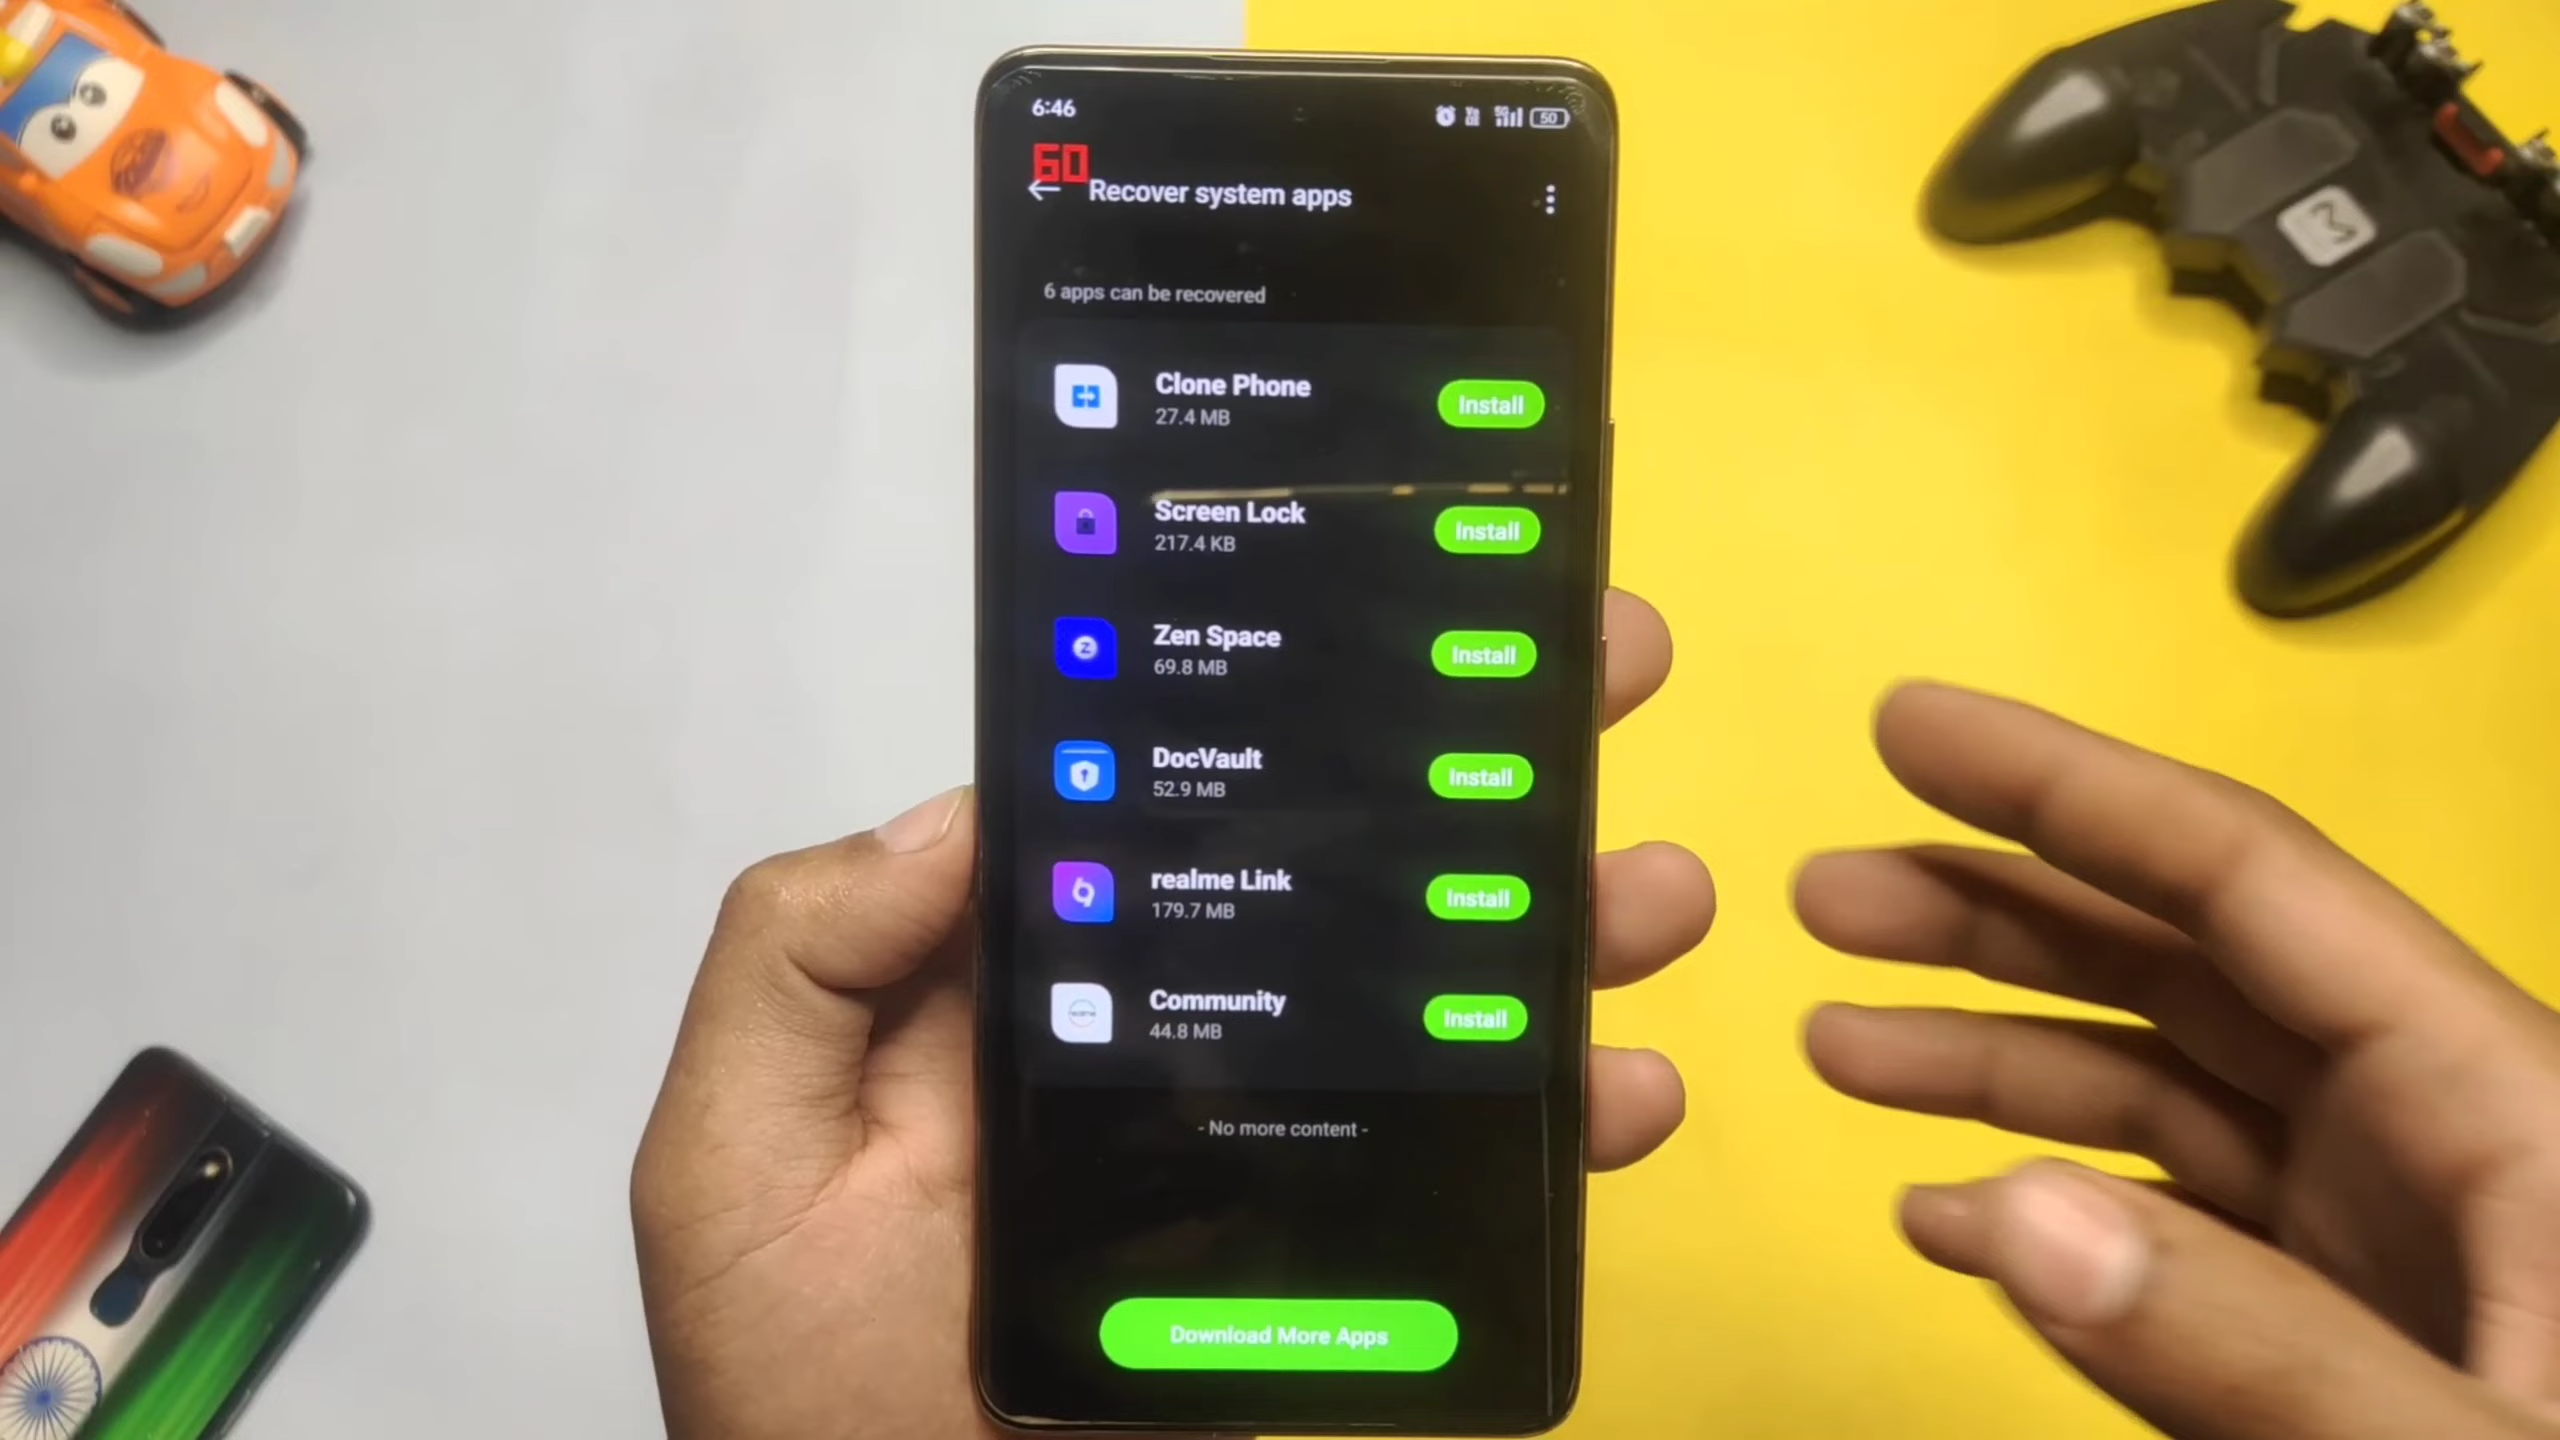 6:46
5G
50
60
Recover system apps
6 apps can be recovered
Clone Phone
27.4 MB
Install
Screen Lock
217.4 KB
Install
Zen Space
69.8 MB
Install
DocVault
52.9 MB
Install
realme Link
179.7 MB
Install
Community
44.8 MB
Install
- No more content -
Download More Apps